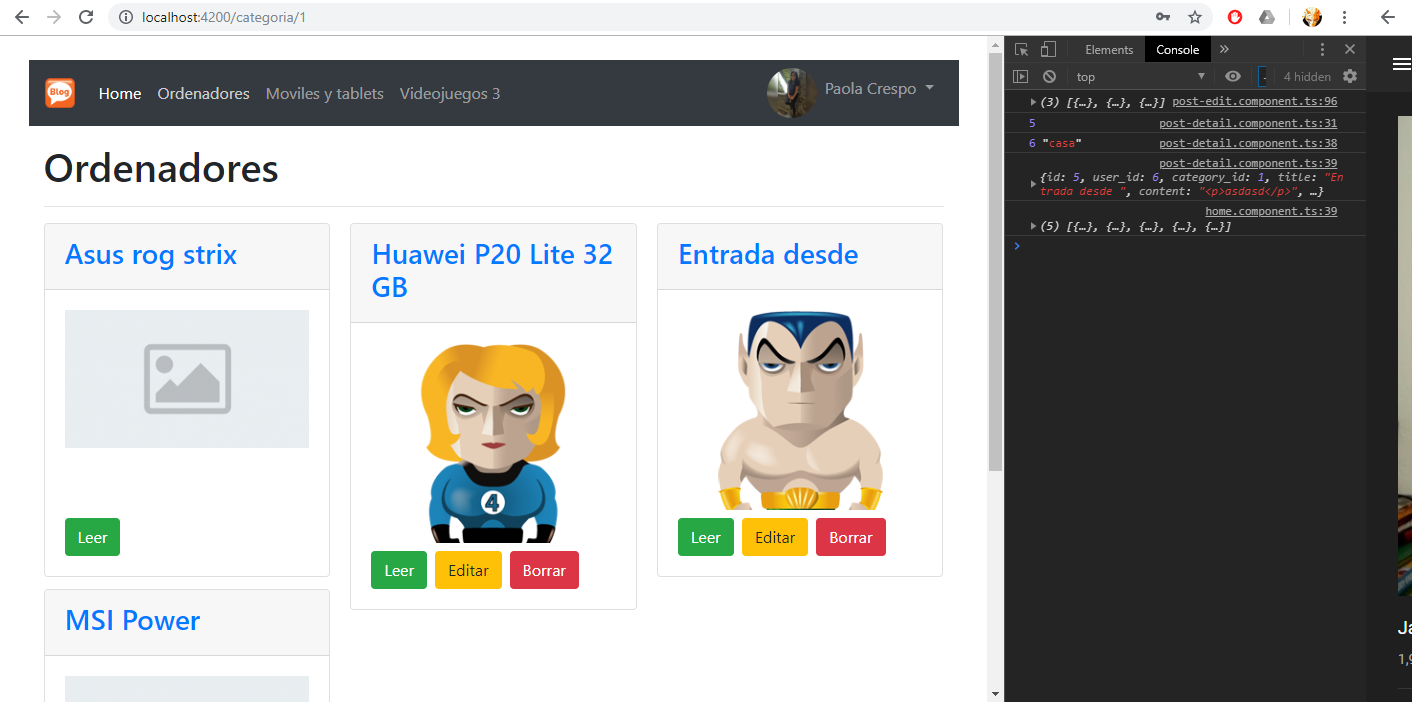 localhost:4200/categoria/1
Blog
Home Ordenadores Moviles y tablets Videojuegos 3 Paola Crespo
Ordenadores
Asus rog strix
Leer
MSI Power
Huawei P20 Lite 32
GB
4
Leer Editar Borrar
Entrada desde
Leer Editar Borrar
Elements Console »
top 4 hidden
(3) [{…}, {…}, {…}] post-edit.component.ts:96
5 post-detail.component.ts:31
6 "casa" post-detail.component.ts:38
post-detail.component.ts:39
{id: 5, user_id: 6, category_id: 1, title: "En
trada desde ", content: "<p>asdasd</p>", …}
home.component.ts:39
(5) [{…}, {…}, {…}, {…}, {…}]